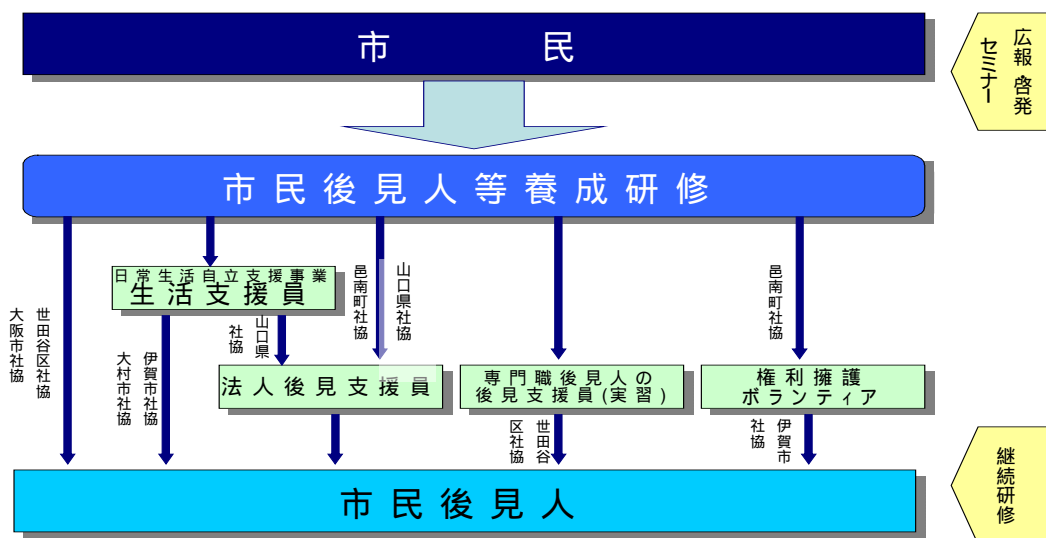 市民
広報・啓発
セミナー
市民後見人等養成研修
日常生活自立支援事業
生活支援員
世田谷区社協
大阪市社協
伊賀市社協
大村市社協
山口県
社協
山口県社協
邑南町社協
邑南町社協
法人後見支援員
専門職後見人の
後見支援員(実習)
権利擁護
ボランティア
世田谷
区社協
伊賀市
社協
市民後見人
継続研修